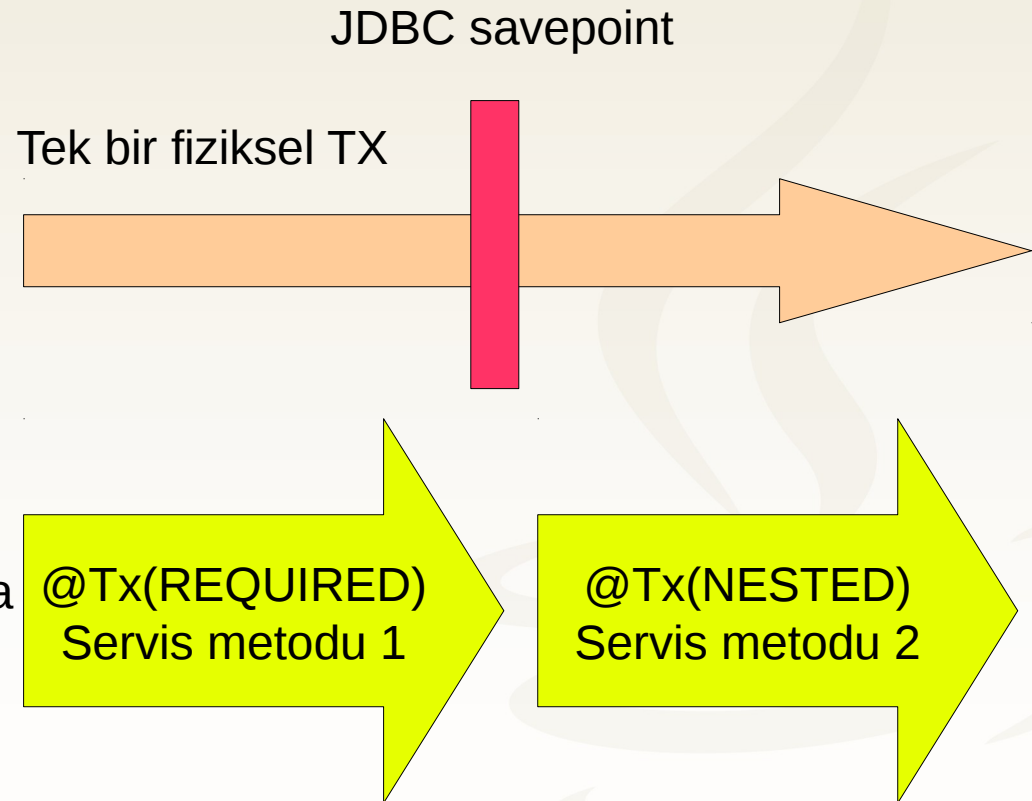 JDBC savepoint
Tek bir fiziksel TX
a
@Tx(REQUIRED)
Servis metodu 1
@Tx(NESTED)
Servis metodu 2